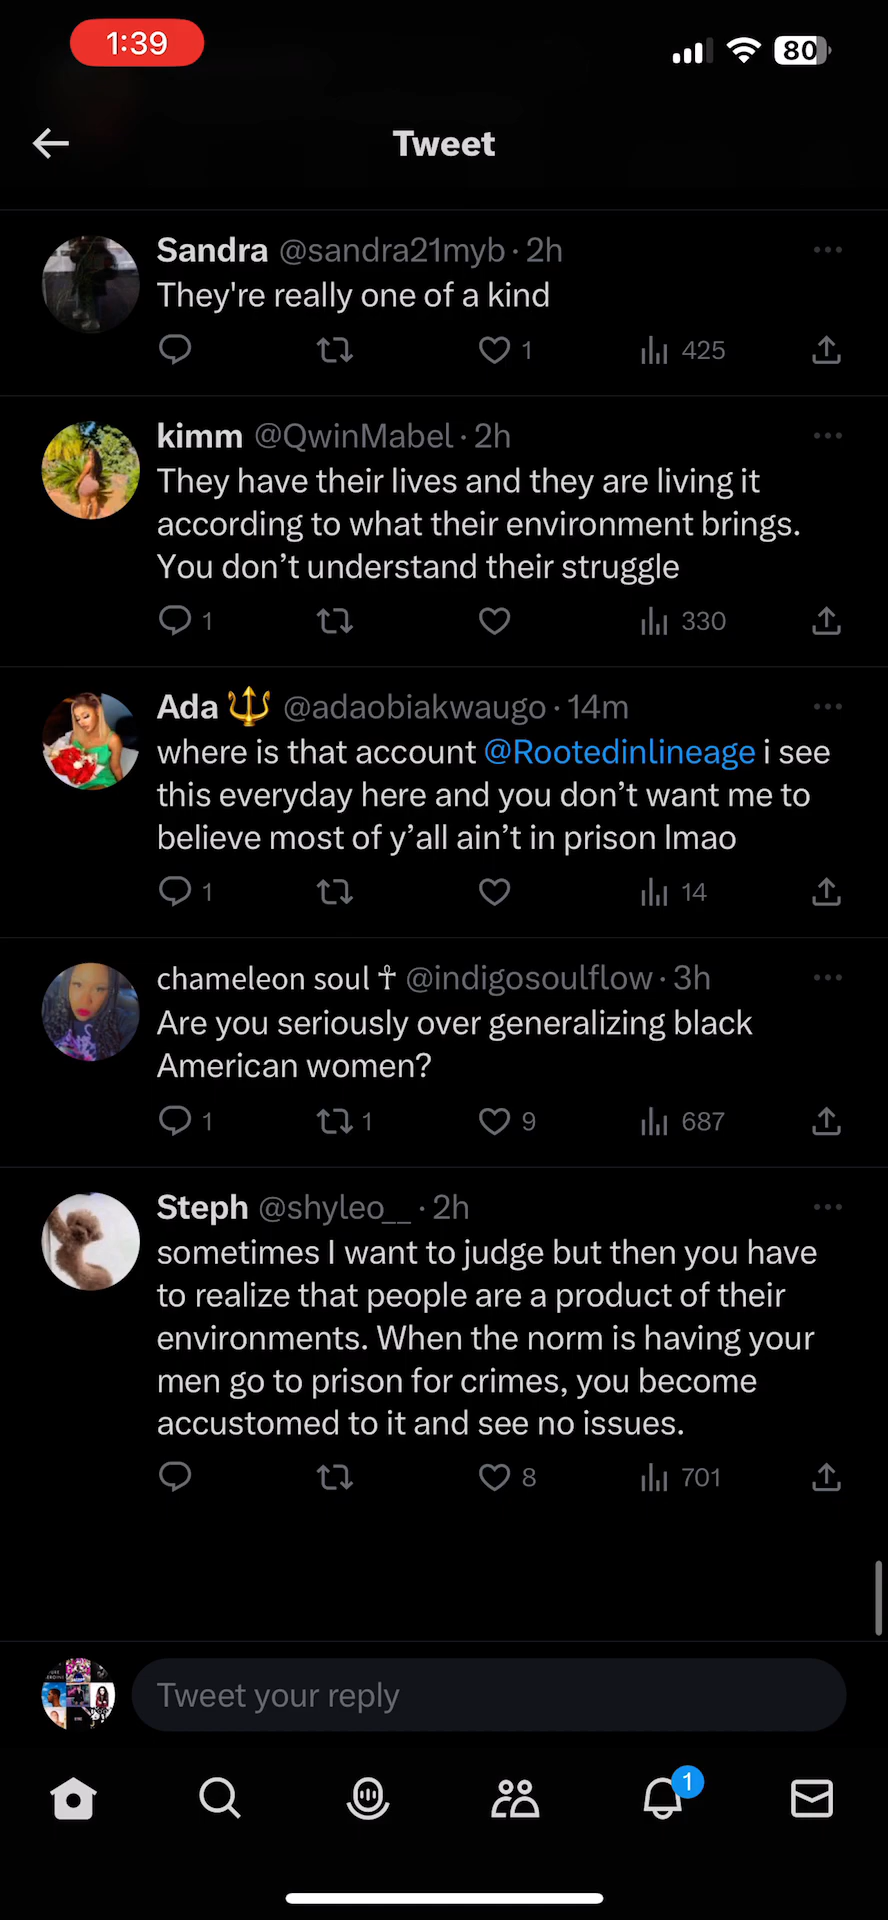 1:39
80
Tweet
Sandra @sandra21myb · 2h
They're really one of a kind
1 425
kimm @QwinMabel · 2h
They have their lives and they are living it
according to what their environment brings.
You don’t understand their struggle
1 330
Ada 🔱 @adaobiakwaugo · 14m
where is that account @Rootedinlineage i see
this everyday here and you don’t want me to
believe most of y’all ain’t in prison lmao
1 14
chameleon soul ☥ @indigosoulflow · 3h
Are you seriously over generalizing black
American women?
1 1 9 687
Steph @shyleo__ · 2h
sometimes I want to judge but then you have
to realize that people are a product of their
environments. When the norm is having your
men go to prison for crimes, you become
accustomed to it and see no issues.
8 701
Tweet your reply
1